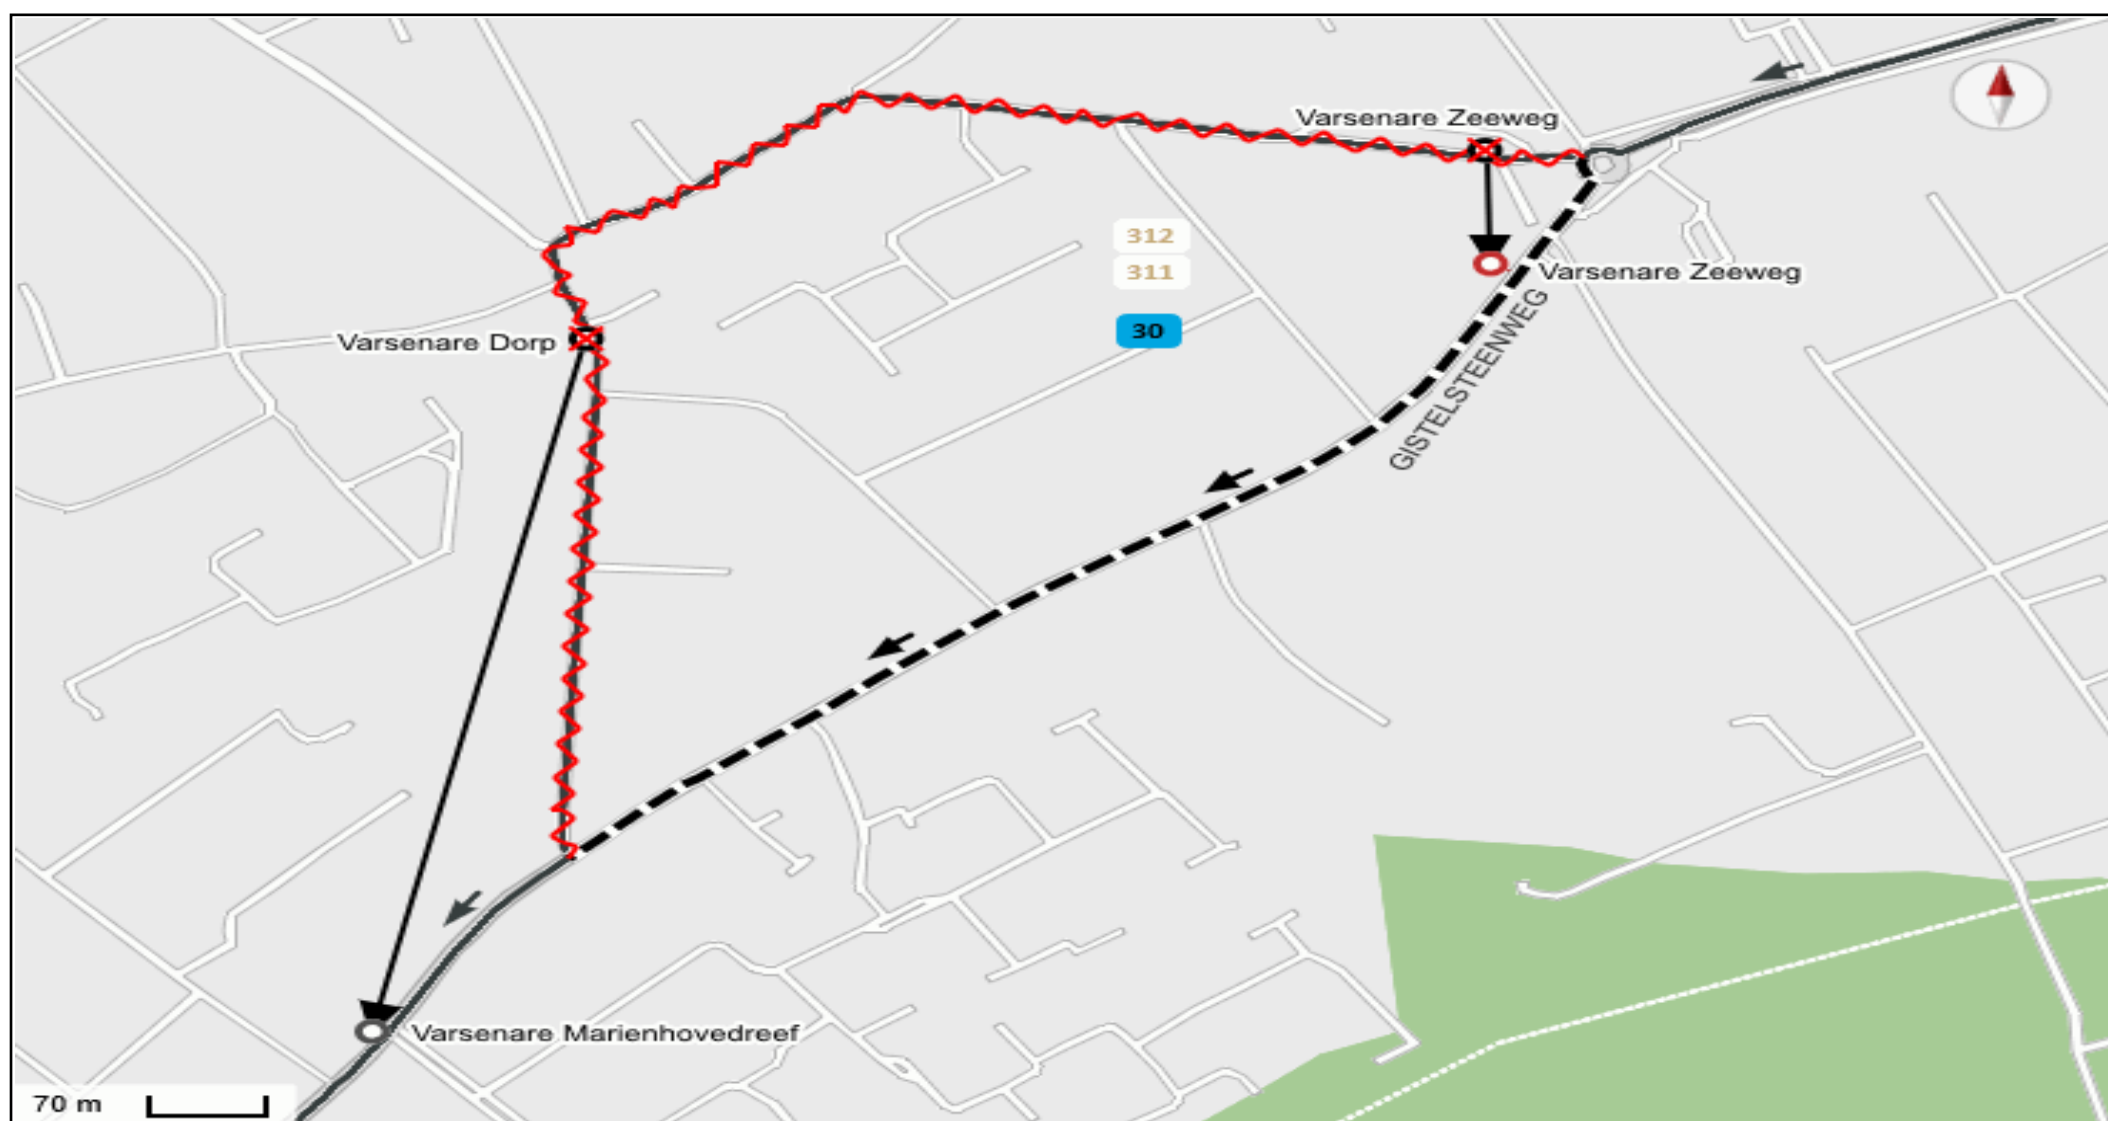 Varsenare Zeeweg
312
311
Varsenare Zeeweg
30
Varsenare Dorp
GISTELSTEENWEG
Varsenare Marienhovedreef
70 m